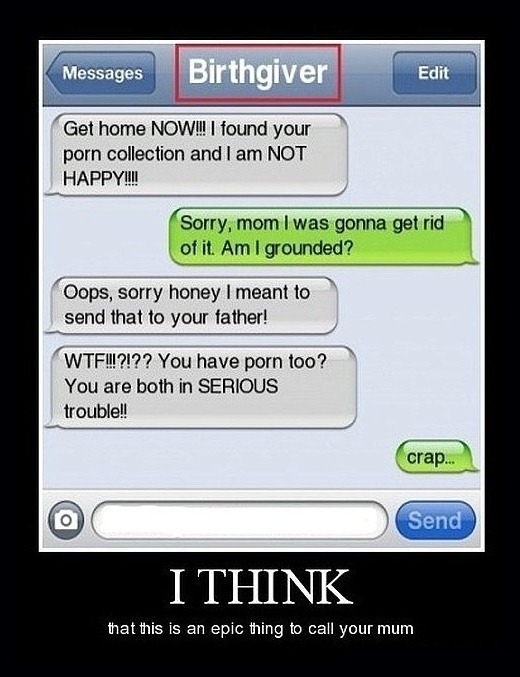 Messages
Birthgiver
Edit
Get home NOW!!! I found your
porn collection and I am NOT
HAPPY!!!!
Sorry, mom I was gonna get rid
of it. Am I grounded?
Oops, sorry honey I meant to
send that to your father!
WTF!!!?!?? You have porn too?
You are both in SERIOUS
trouble!!
crap...
Send
I THINK
that this is an epic thing to call your mum